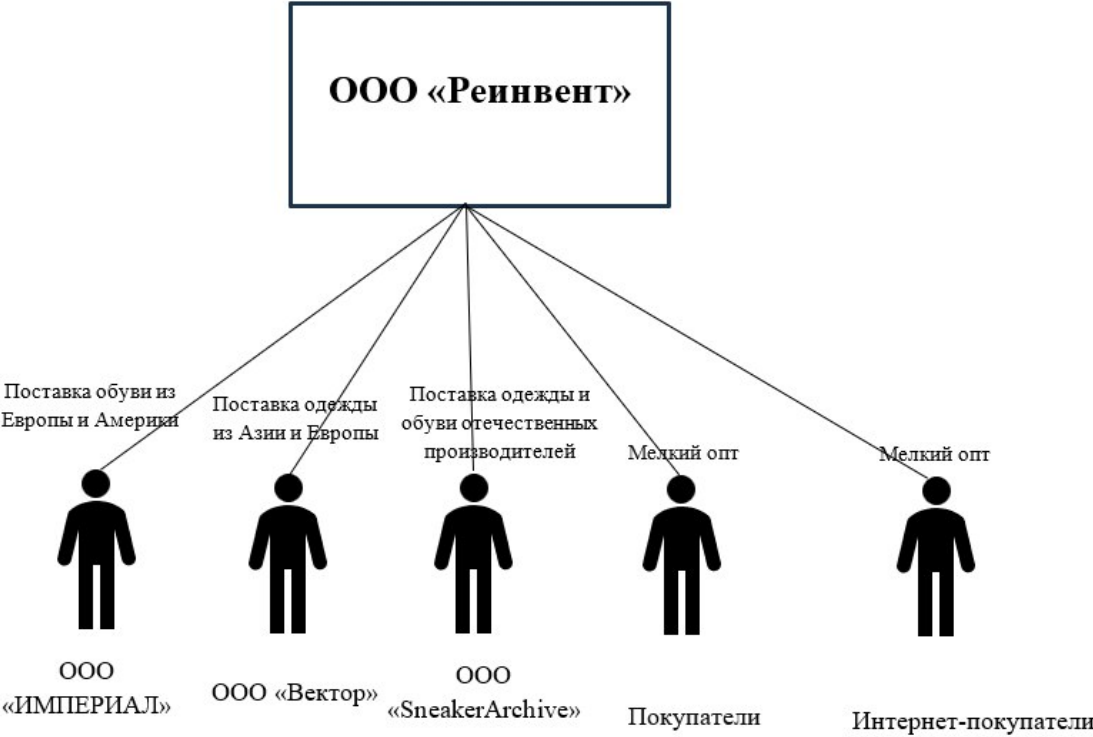 ООО «Реинвент»
Поставка обуви из
Европы и Америки
Поставка одежды
из Азии и Европы
Поставка одежды и
обуви отечественных
производителей
Мелкий опт
Мелкий опт
ООО
«ИМПЕРИАЛ»
ООО «Вектор»
ООО
«SneakerArchive»
Покупатели
Интернет-покупатели